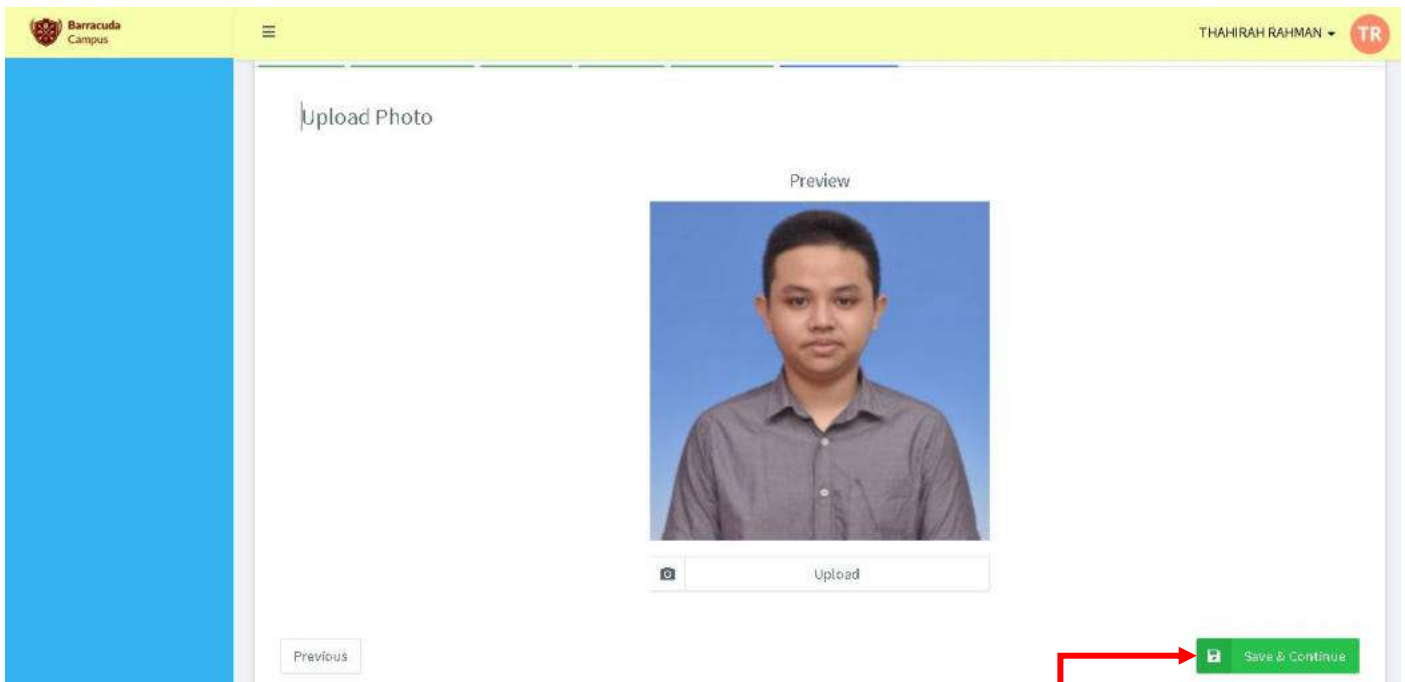 Barracuda
Campus
THAHIRAH RAHMAN
TR
Upload Photo
Preview
Upload
Previous
Save & Continue